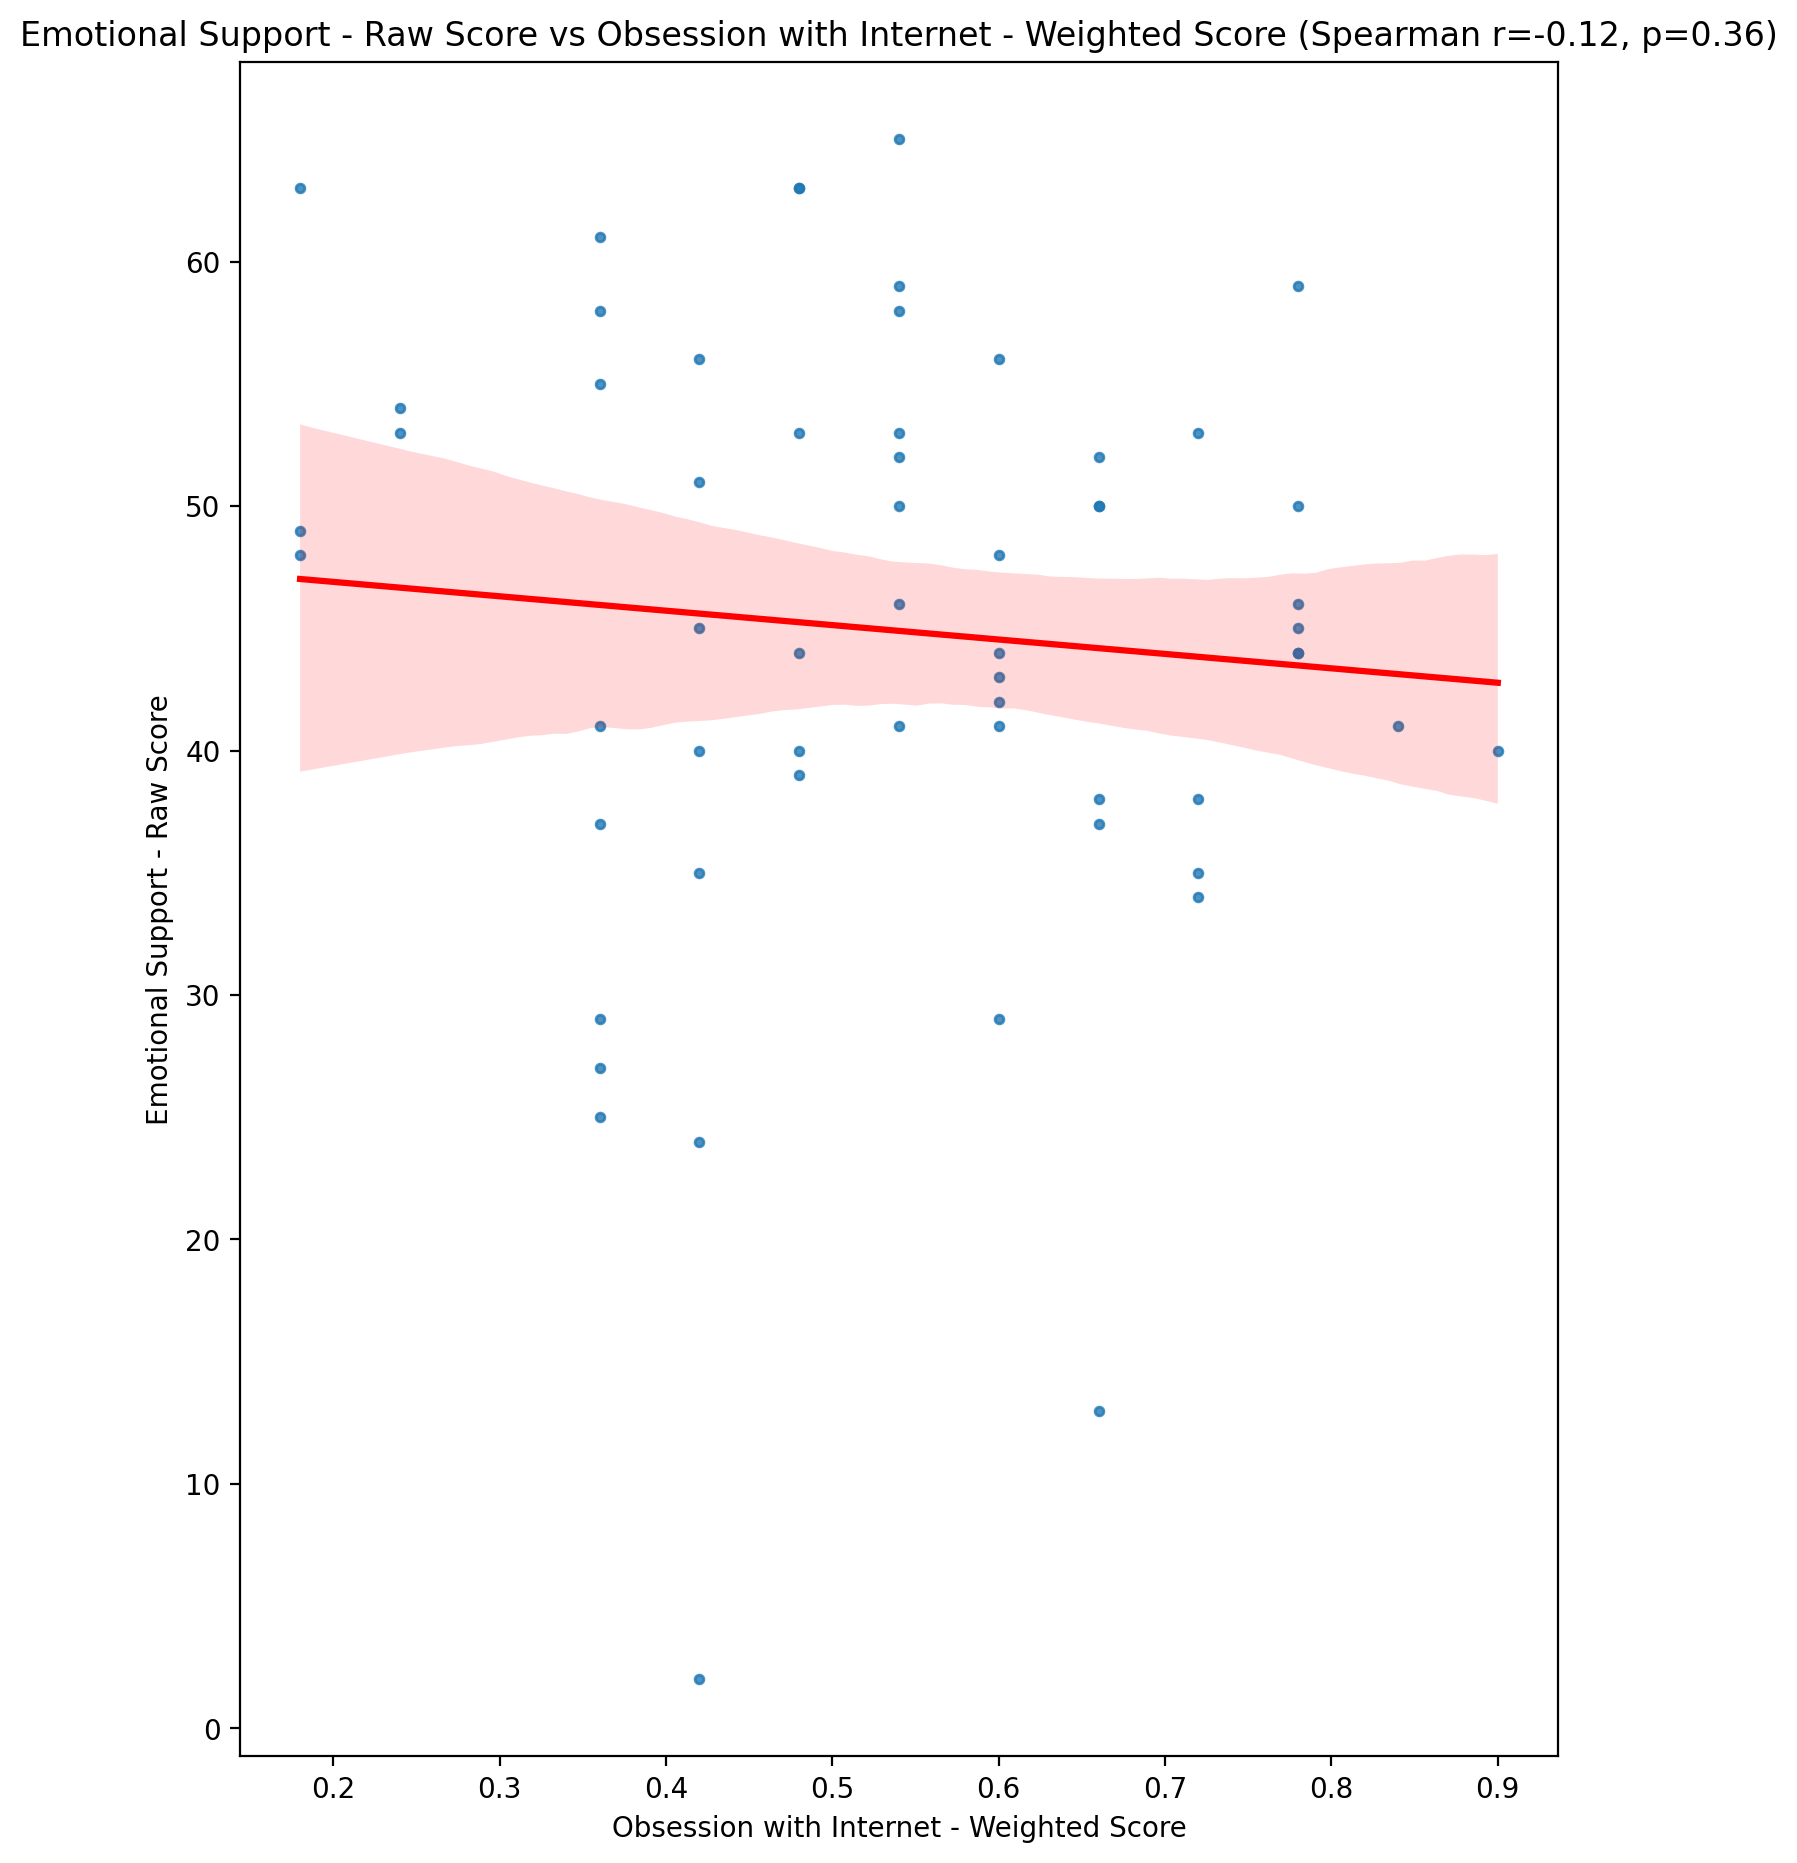 Emotional Support - Raw Score vs Obsession with Internet - Weighted Score (Spearman r=-0.12, p=0.36)
Emotional Support - Raw Score
60
50
40
30
20
10
0
0.2 0.3 0.4 0.5 0.6 0.7 0.8 0.9
Obsession with Internet - Weighted Score